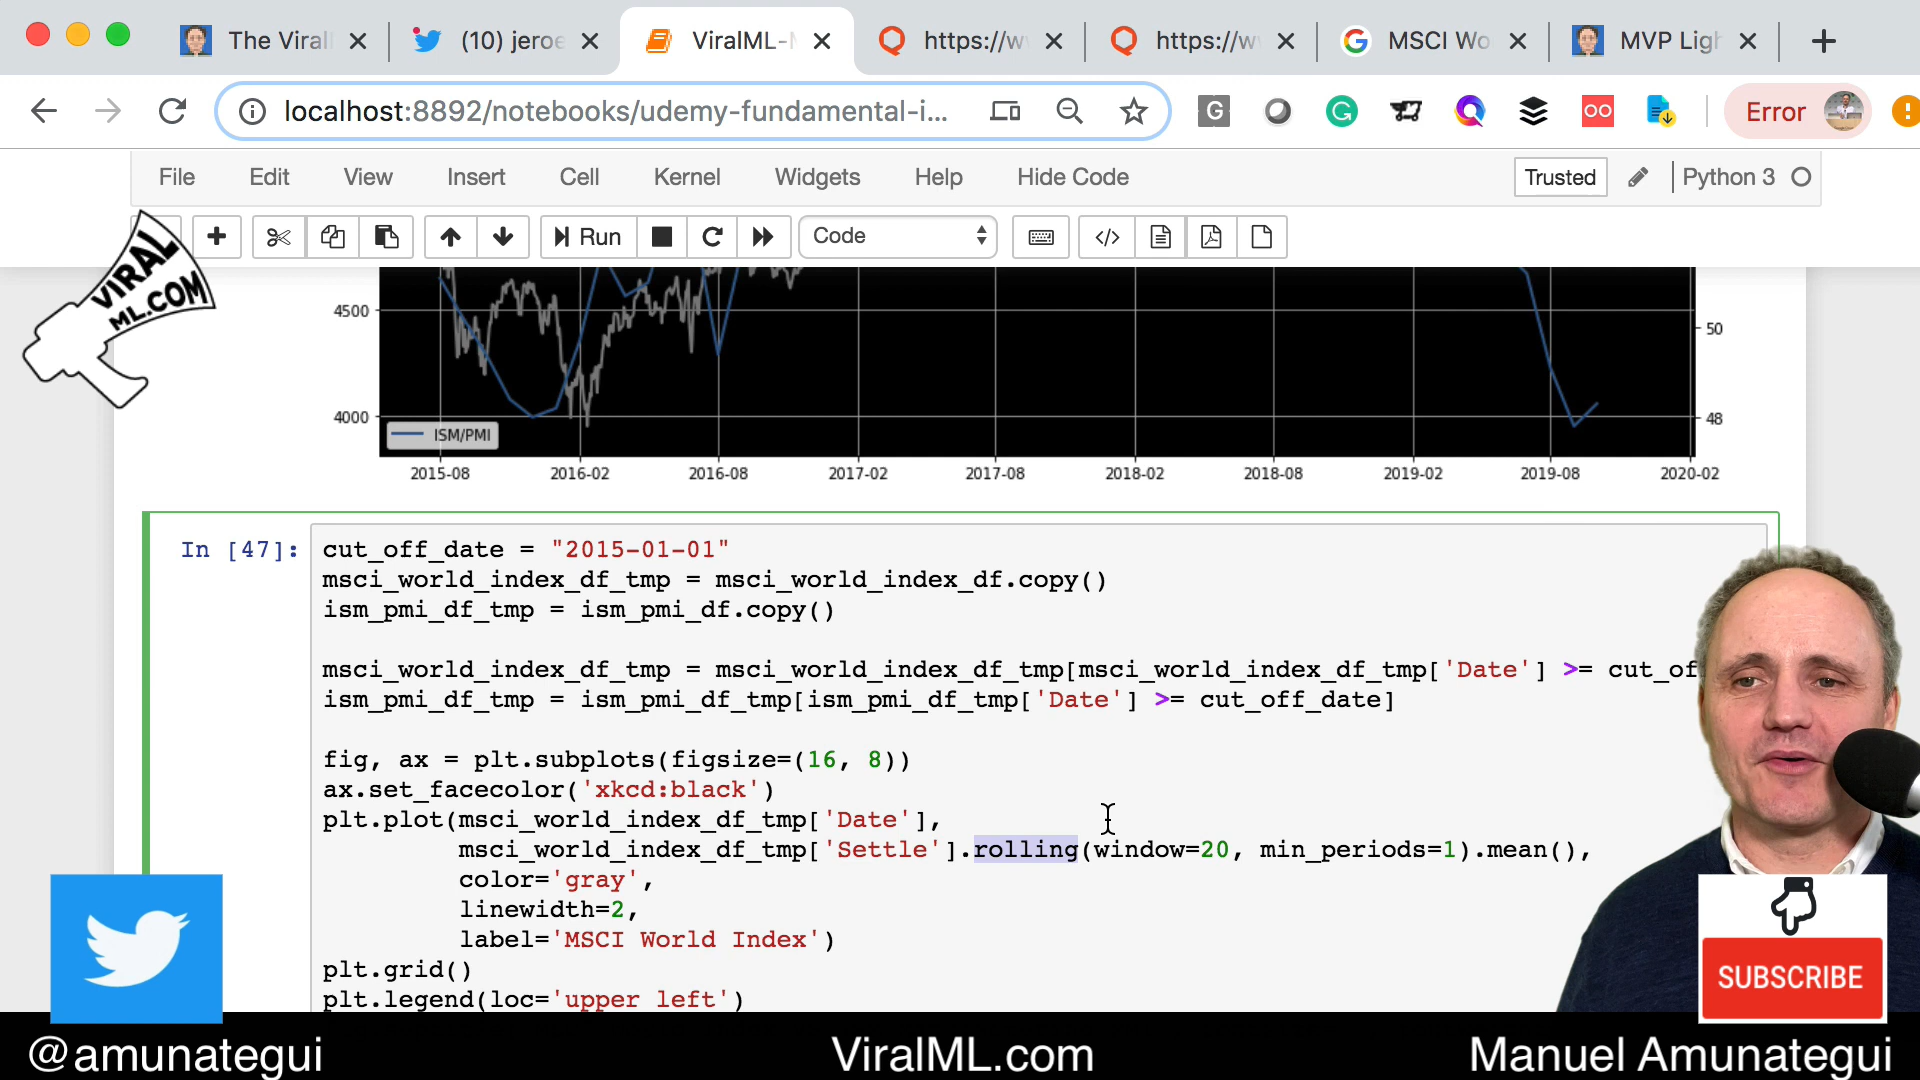 The Viral
(10) jeroe
ViralML-
https://w
https://w
MSCI Wo
MVP Ligh
localhost:8892/notebooks/udemy-fundamental-i...
G
Error
File Edit View Insert Cell Kernel Widgets Help Hide Code
Trusted
Python 3
Run
Code
VIRAL
ML.COM
4500
50
4000
48
ISM/PMI
2015-08 2016-02 2016-08 2017-02 2017-08 2018-02 2018-08 2019-02 2019-08 2020-02
In [47]:
cut_off_date = "2015-01-01"
msci_world_index_df_tmp = msci_world_index_df.copy()
ism_pmi_df_tmp = ism_pmi_df.copy()
msci_world_index_df_tmp = msci_world_index_df_tmp[msci_world_index_df_tmp['Date'] >= cut_of
ism_pmi_df_tmp = ism_pmi_df_tmp[ism_pmi_df_tmp['Date'] >= cut_off_date]
fig, ax = plt.subplots(figsize=(16, 8))
ax.set_facecolor('xkcd:black')
plt.plot(msci_world_index_df_tmp['Date'],
msci_world_index_df_tmp['Settle'].rolling(window=20, min_periods=1).mean(),
color='gray',
linewidth=2,
label='MSCI World Index')
plt.grid()
plt.legend(loc='upper left')
SUBSCRIBE
@amunategui
ViralML.com
Manuel Amunategui